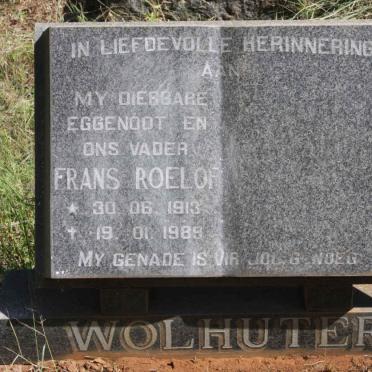 IN LIEFDEVOLLE HERINNERING
AAN
MY DIERBARE
EGGENOOT EN
ONS VADER
FRANS ROELOF
* 30.06.1913
† 19.01.1988
MY GENADE IS VIR JOU GENOEG
WOLHUTER